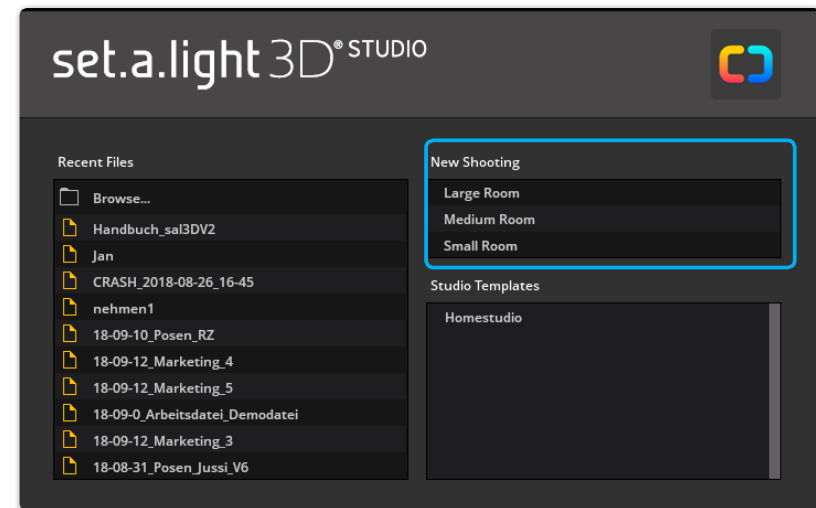 set.a.light 3D® STUDIO
Recent Files
Browse...
Handbuch_sal3DV2
Jan
CRASH_2018-08-26_16-45
nehmen1
18-09-10_Posen_RZ
18-09-12_Marketing_4
18-09-12_Marketing_5
18-09-0_Arbeitsdatei_Demodatei
18-09-12_Marketing_3
18-08-31_Posen_Jussi_V6
New Shooting
Large Room
Medium Room
Small Room
Studio Templates
Homestudio